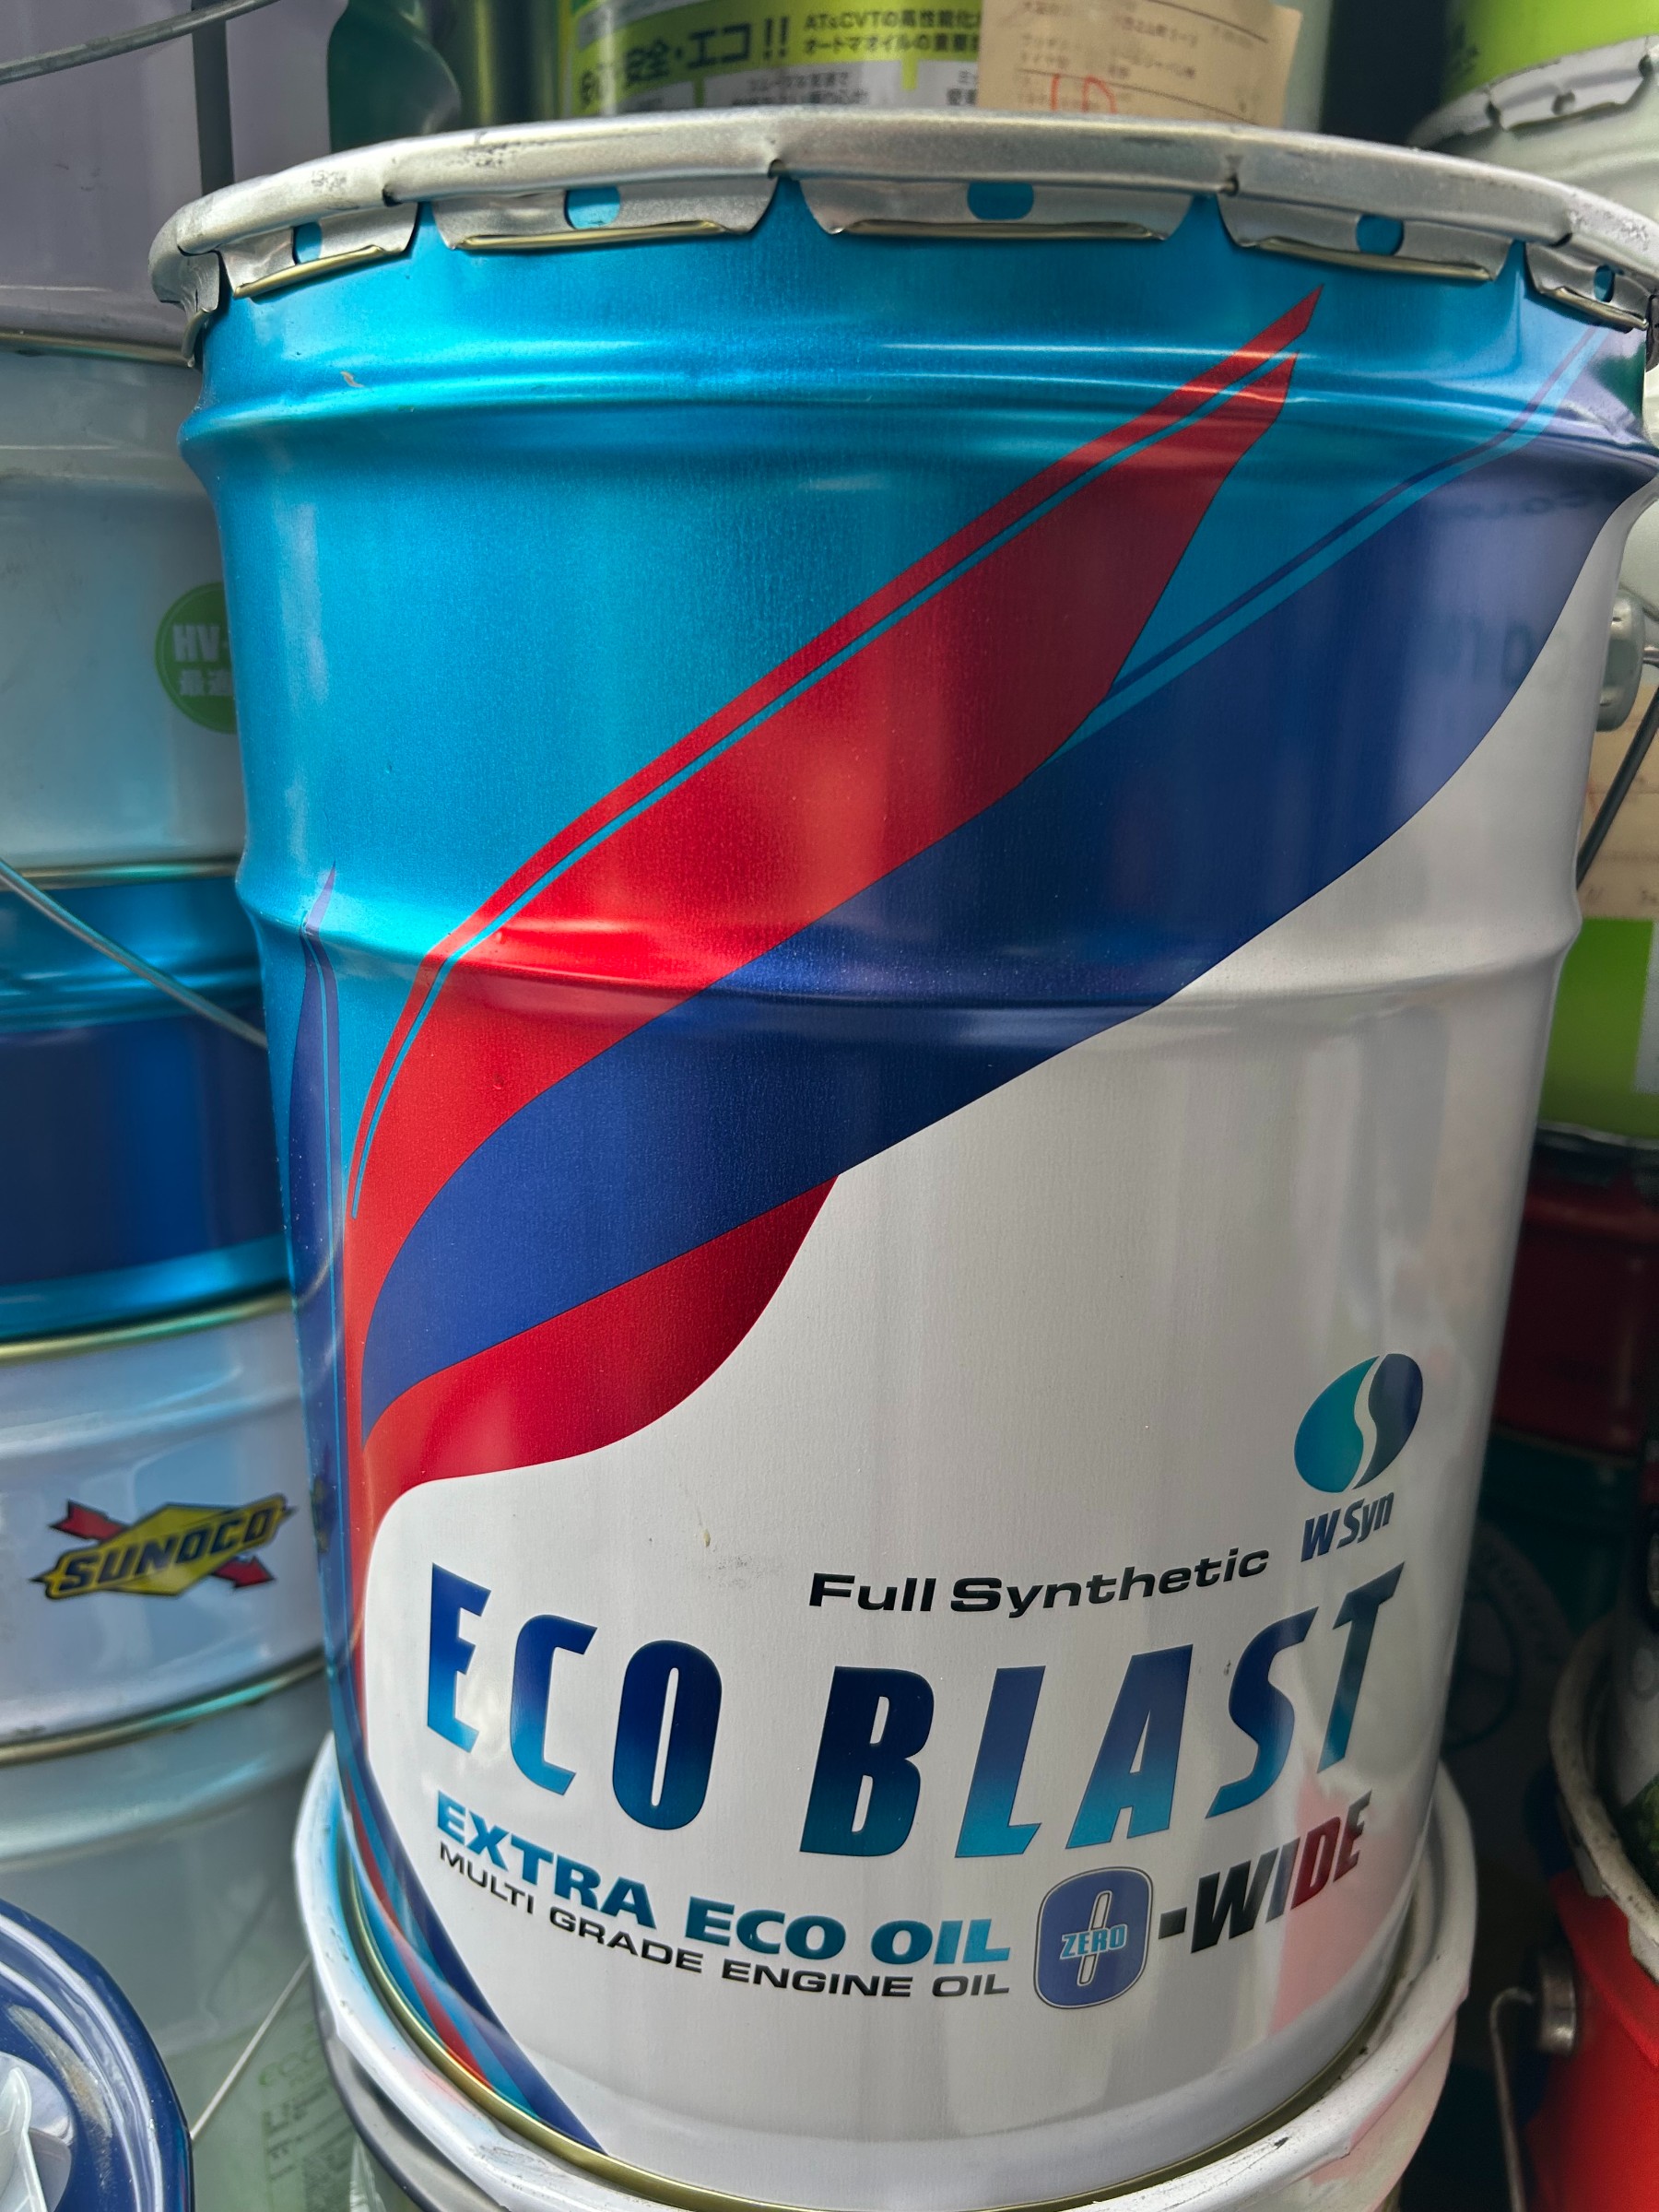 安全・エコ!!
AT&CVTの高性能化
オートマオイルの重要
HV-
最適
SUNOCO
W Syn
Full Synthetic
ECO BLAST
EXTRA ECO OIL
MULTI GRADE ENGINE OIL
0-WIDE
ZERO